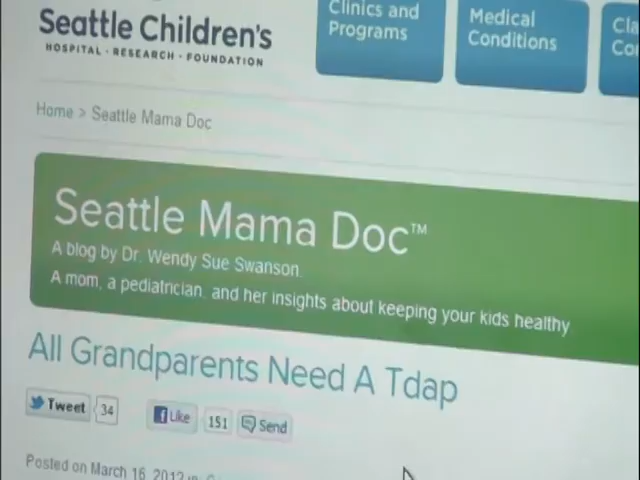 Seattle Children's
HOSPITAL · RESEARCH · FOUNDATION
Clinics and
Programs
Medical
Conditions
Home > Seattle Mama Doc
Seattle Mama Doc™
A blog by Dr. Wendy Sue Swanson.
A mom, a pediatrician, and her insights about keeping your kids healthy
All Grandparents Need A Tdap
Tweet 34 Like 151 Send
Posted on March 16, 2012 in